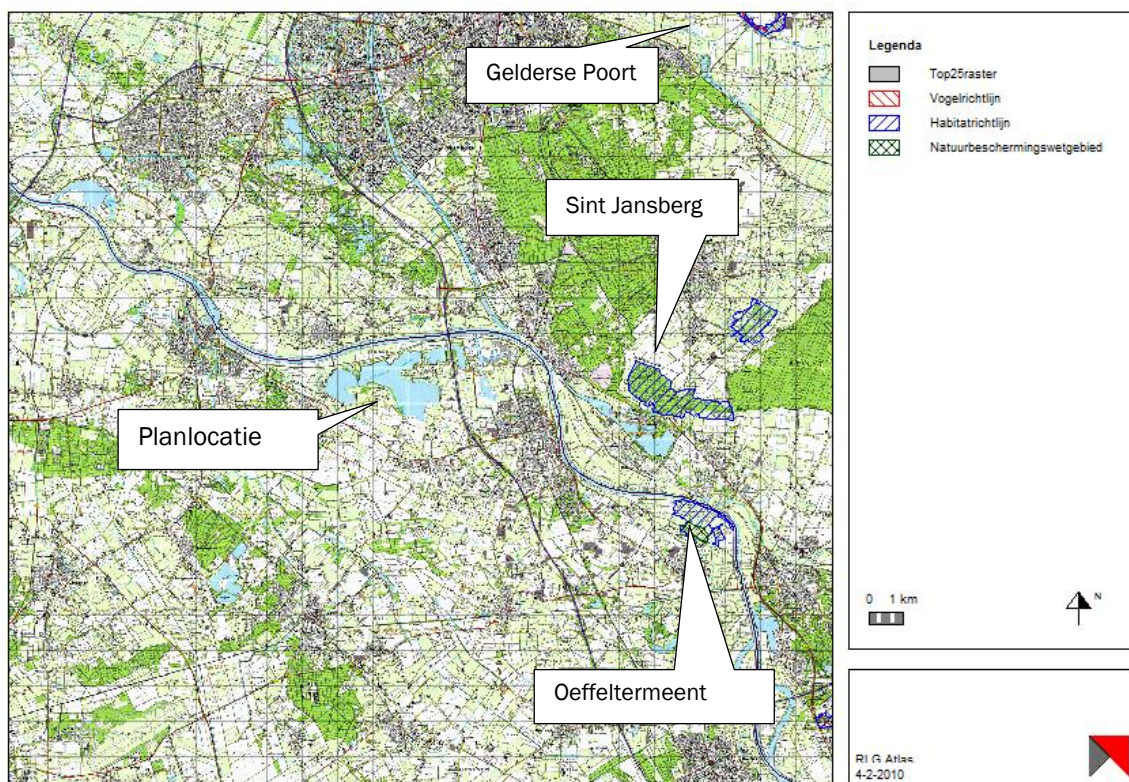 Gelderse Poort
Sint Jansberg
Planlocatie
Oeffeltermeent
Legenda
Top25raster
Vogelrichtlijn
Habitatrichtlijn
Natuurbeschermingswetgebied
0 1 km
N
RLG Atlas
4-2-2010